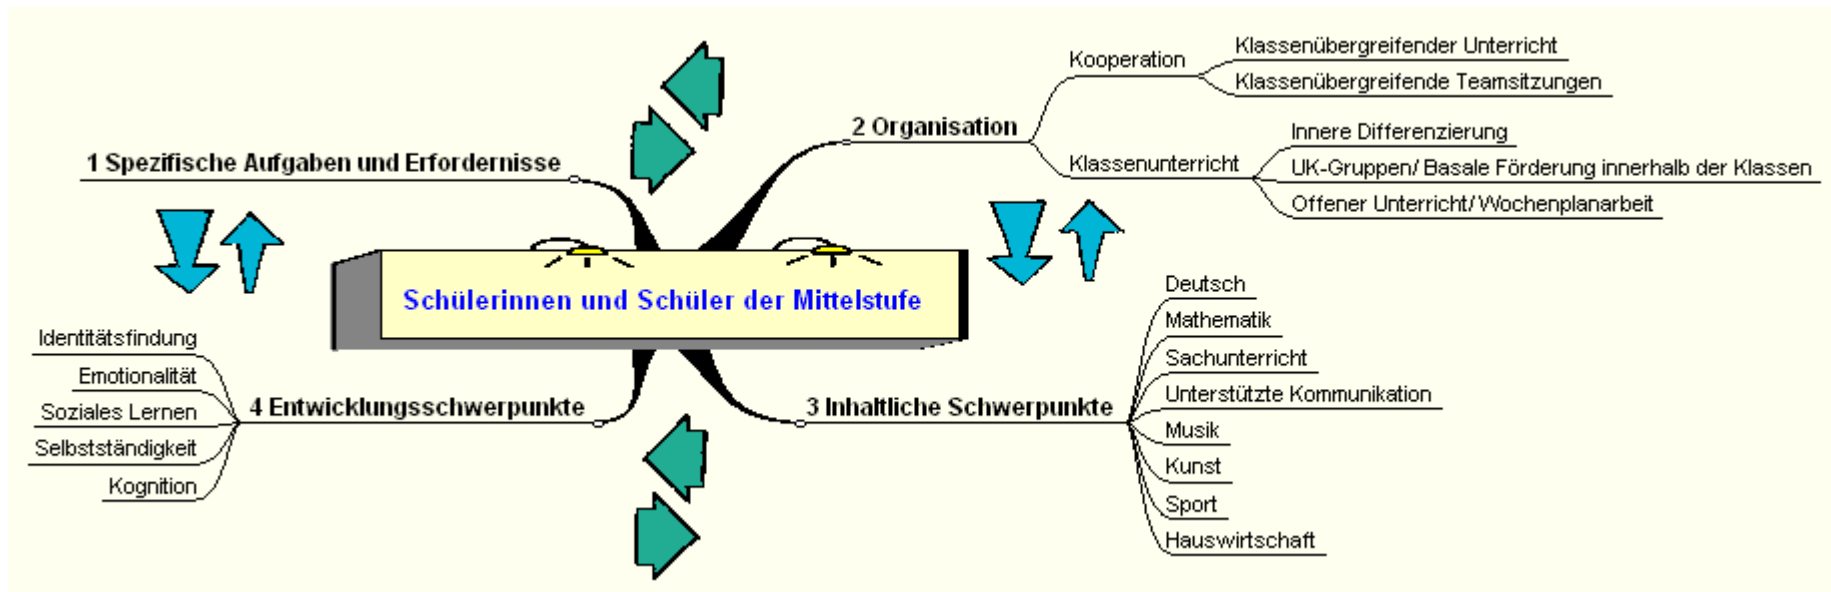 1 Spezifische Aufgaben und Erfordernisse
2 Organisation
Kooperation
Klassenübergreifender Unterricht
Klassenübergreifende Teamsitzungen
Klassenunterricht
Innere Differenzierung
UK-Gruppen/ Basale Förderung innerhalb der Klassen
Offener Unterricht/ Wochenplanarbeit
Schülerinnen und Schüler der Mittelstufe
3 Inhaltliche Schwerpunkte
Deutsch
Mathematik
Sachunterricht
Unterstützte Kommunikation
Musik
Kunst
Sport
Hauswirtschaft
4 Entwicklungsschwerpunkte
Identitätsfindung
Emotionalität
Soziales Lernen
Selbstständigkeit
Kognition